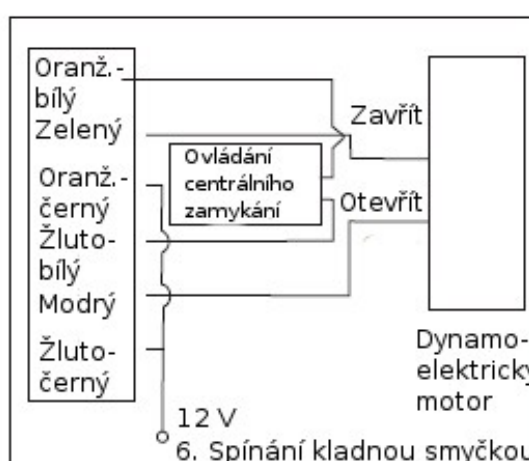 Oranž.-
bílý
Zelený
Oranž.-
černý
Žluto-
bílý
Modrý
Žluto-
černý
Ovládání
centrálního
zamykání
Zavřít
Otevřít
Dynamo-
elektrický
motor
12 V
6. Spínání kladnou smyčkou